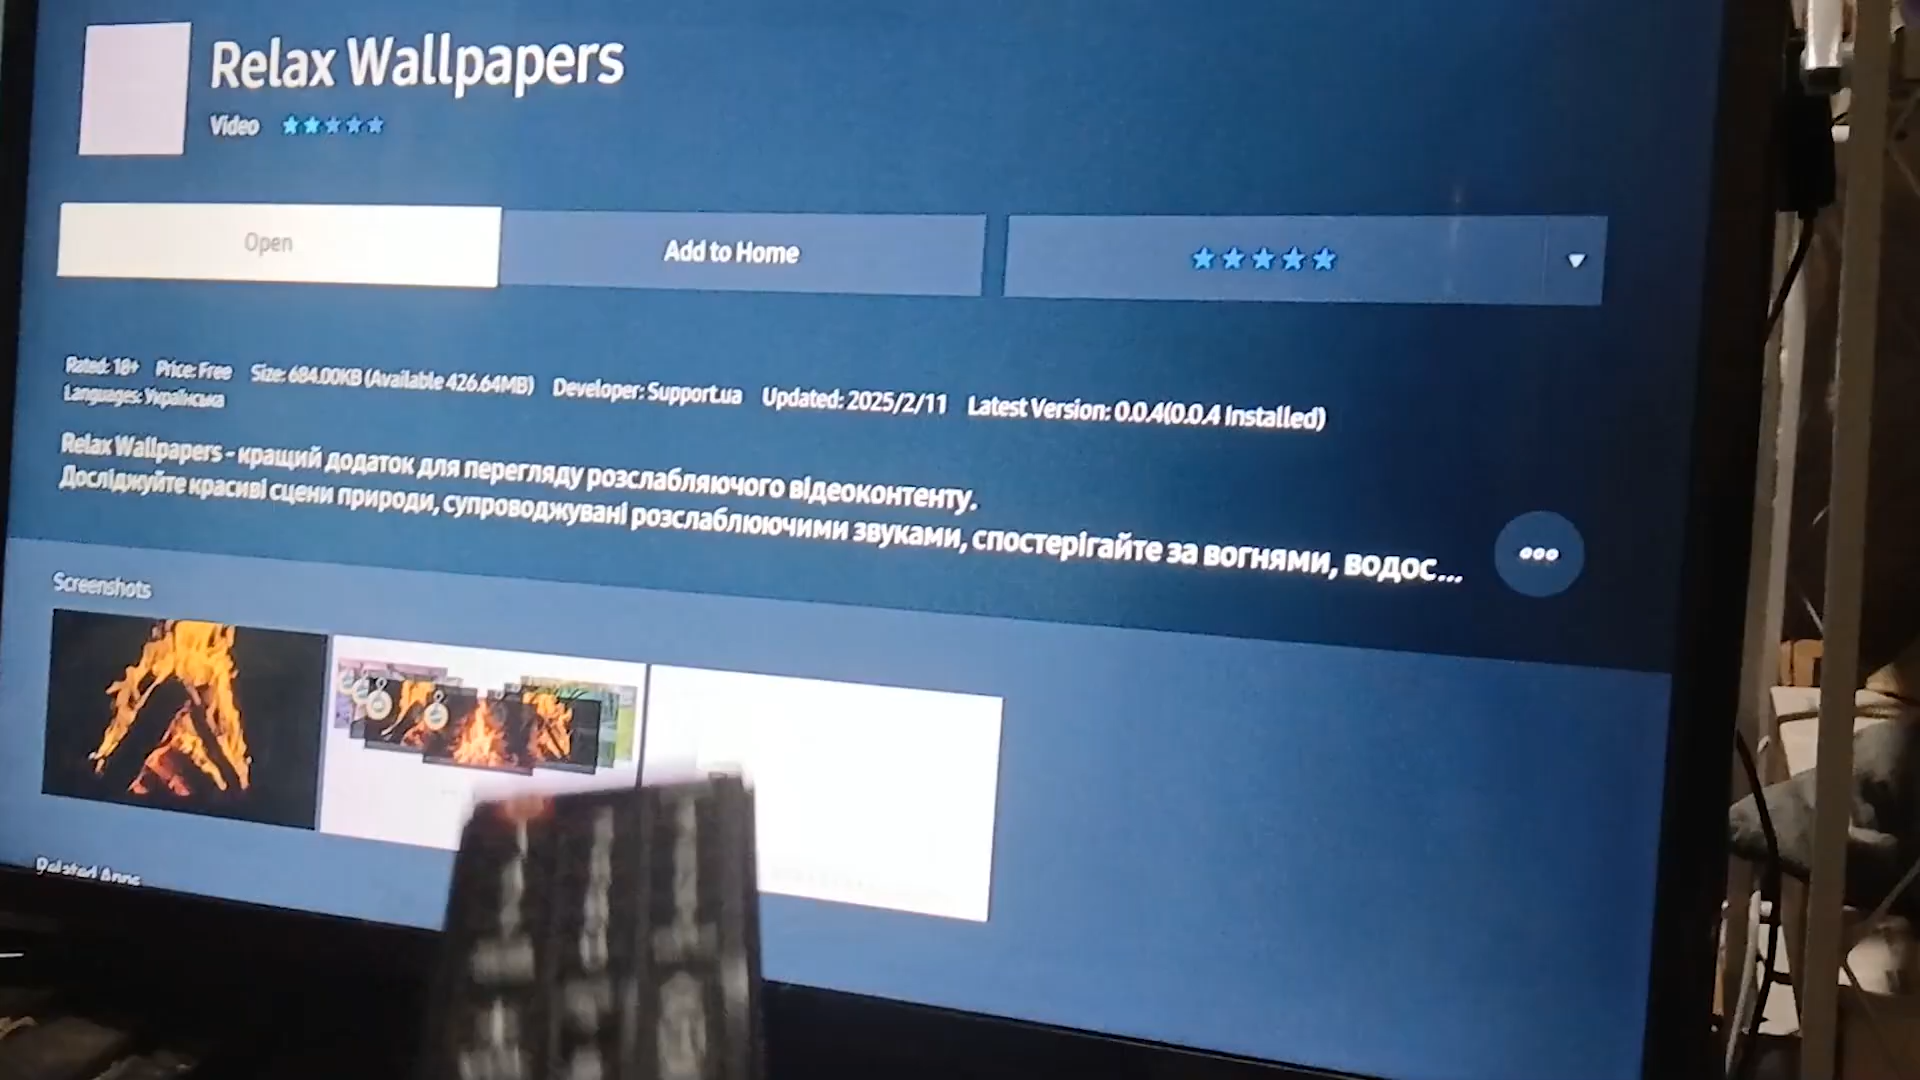 Relax Wallpapers
Video
Open
Add to Home
Rated: 18+ Price: Free Size: 684.00KB (Available 426.64MB) Developer: Support.ua Updated: 2025/2/11 Latest Version: 0.0.4(0.0.4 Installed)
Languages: Українська
Relax Wallpapers - кращий додаток для перегляду розслабляючого відеоконтенту.
Досліджуйте красиві сцени природи, супроводжувані розслаблюючими звуками, спостерігайте за вогнями, водос...
Screenshots
Related Apps